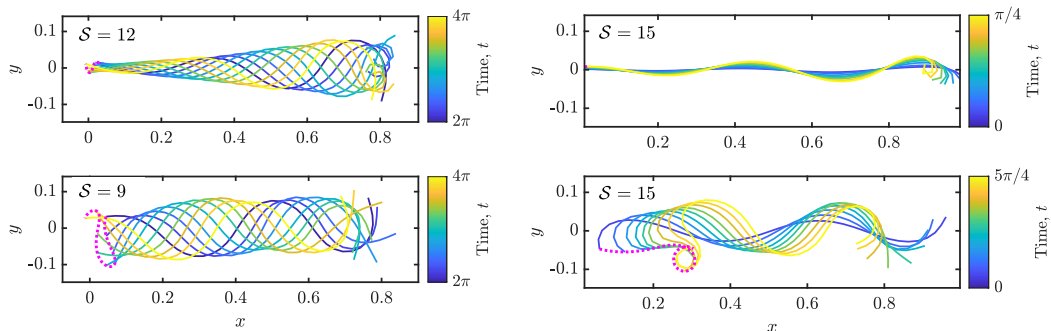 0.1
0
-0.1
y
𝒮 = 12
0
0.2
0.4
0.6
0.8
4π
2π
Time, t
0.1
0
-0.1
y
𝒮 = 15
0.2
0.4
0.6
0.8
π/4
0
Time, t
0.1
0
-0.1
y
𝒮 = 9
0
0.2
0.4
0.6
0.8
x
4π
2π
Time, t
0.1
0
-0.1
y
𝒮 = 15
0.2
0.4
0.6
0.8
x
5π/4
0
Time, t